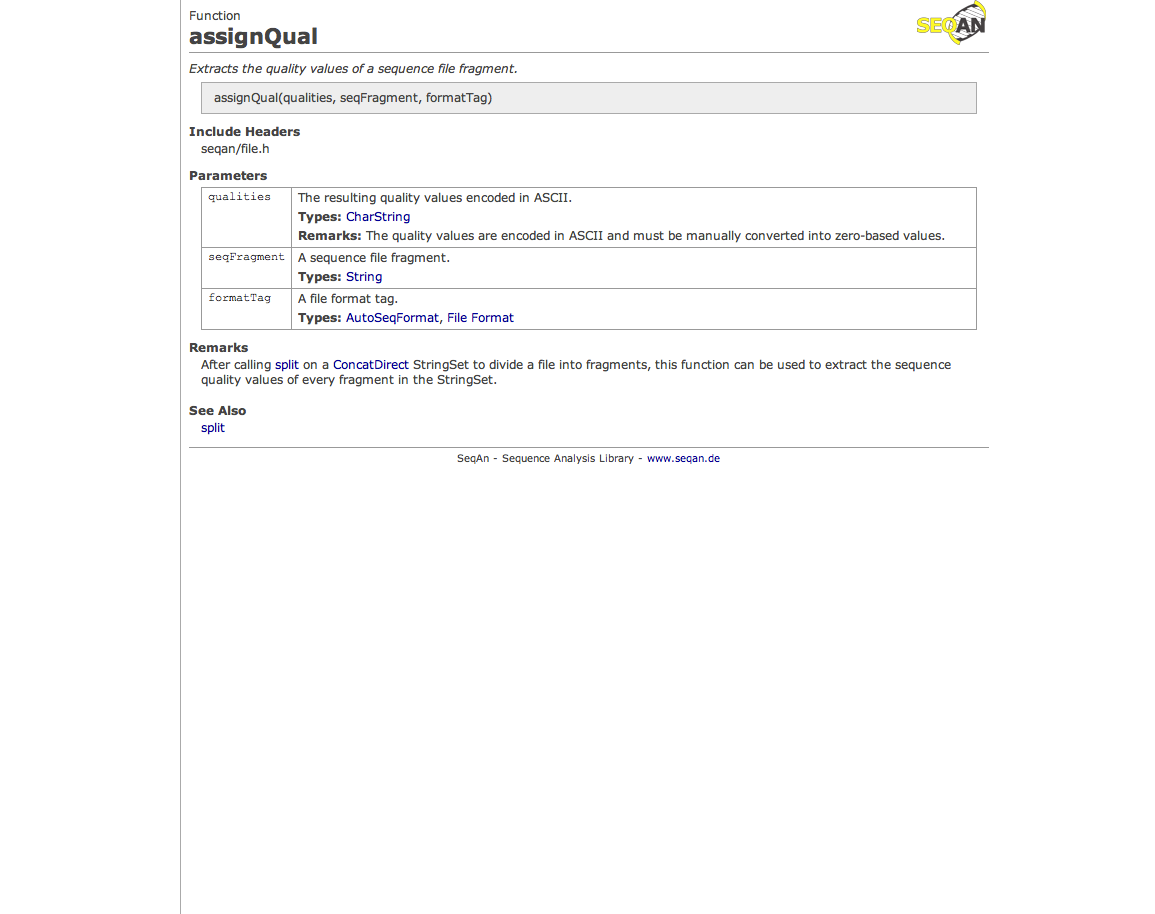 Function
SEQAN
assignQual
Extracts the quality values of a sequence file fragment.
assignQual(qualities, seqFragment, formatTag)
Include Headers
seqan/file.h
Parameters
qualities The resulting quality values encoded in ASCII.
Types: CharString
Remarks: The quality values are encoded in ASCII and must be manually converted into zero-based values.
seqFragment A sequence file fragment.
Types: String
formatTag A file format tag.
Types: AutoSeqFormat, File Format
Remarks
After calling split on a ConcatDirect StringSet to divide a file into fragments, this function can be used to extract the sequence
quality values of every fragment in the StringSet.
See Also
split
SeqAn - Sequence Analysis Library - www.seqan.de